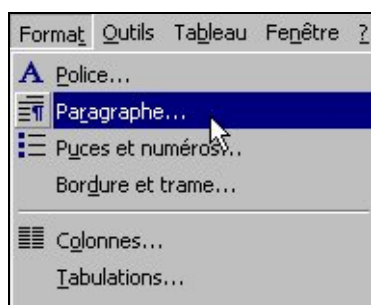 Format Outils Tableau Fenêtre ?
Police...
Paragraphe...
Puces et numéros...
Bordure et trame...
Colonnes...
Tabulations...